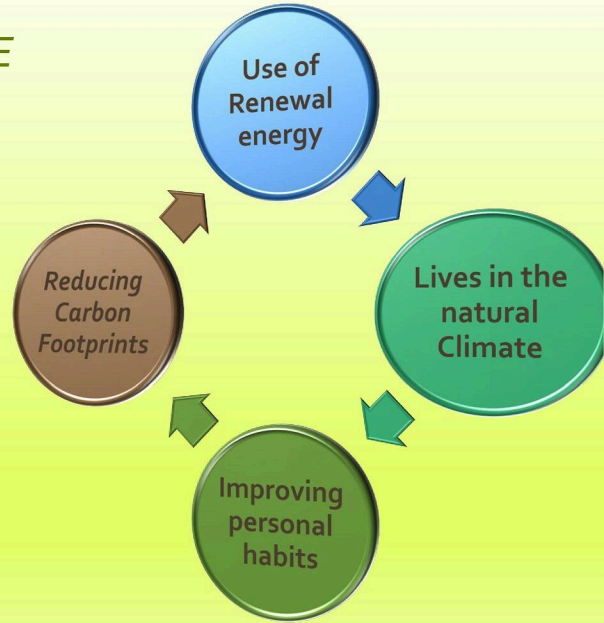 E
Use of
Renewal
energy
Lives in the
natural
Climate
Improving
personal
habits
Reducing
Carbon
Footprints